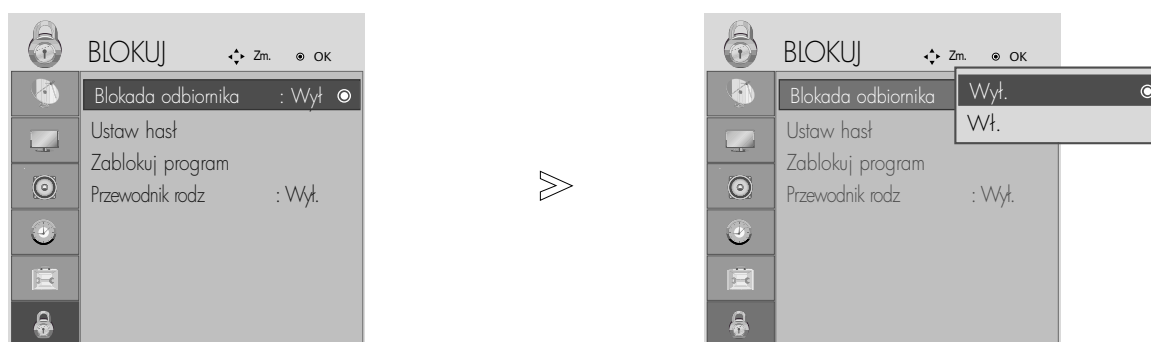 BLOKUJ Zm. OK
Blokada odbiornika : Wył
Ustaw hasł
Zablokuj program
Przewodnik rodz : Wył.
BLOKUJ Zm. OK
Blokada odbiornika Wył.
Wł.
Ustaw hasł
Zablokuj program
Przewodnik rodz : Wył.